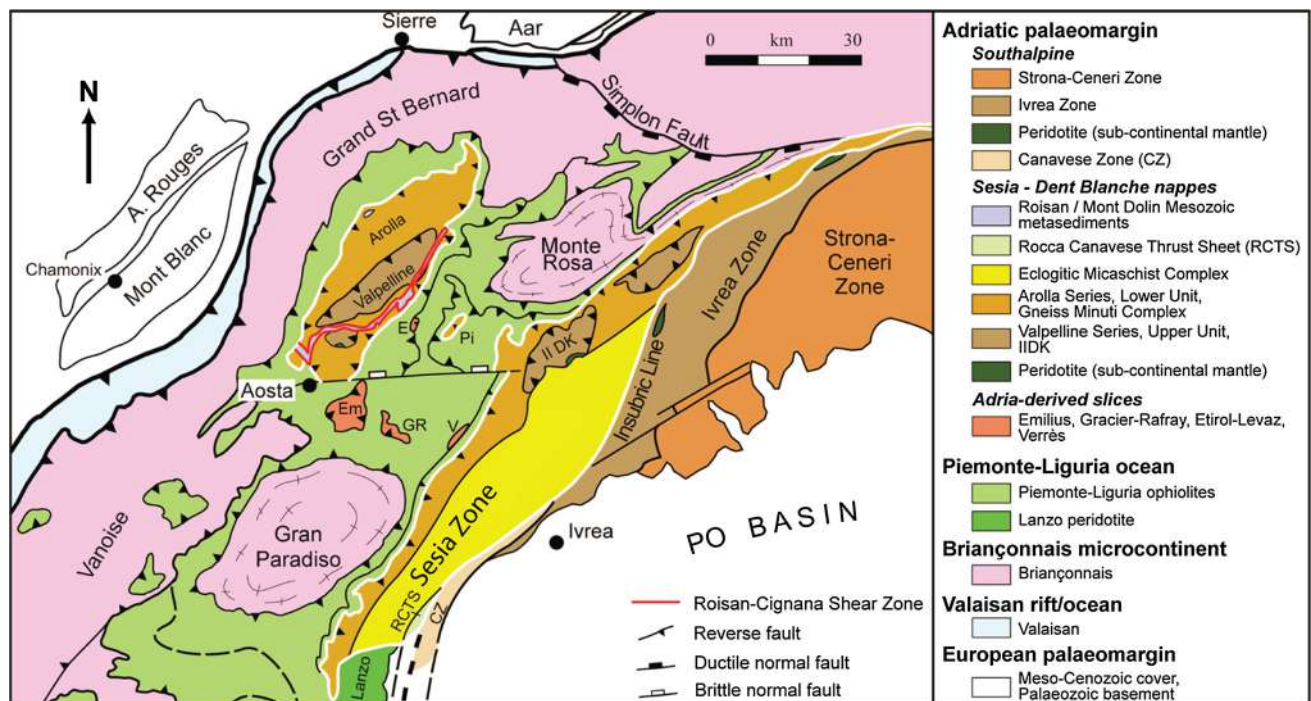 Sierre
Aar
0 km 30
N
Grand St Bernard
Simplon Fault
A. Rouges
Mont Blanc
Chamonix
Arolla
Valpelline
Monte
Rosa
Strona-
Ceneri
Zone
Ivrea Zone
E
Pi
II DK
Insubric Line
Aosta
Em
GR
V
Vanoise
Gran
Paradiso
Sesia Zone
RCTS
CZ
Lanzo
Ivrea
PO BASIN
Roisan-Cignana Shear Zone
Reverse fault
Ductile normal fault
Brittle normal fault
Adriatic palaeomargin
Southalpine
Strona-Ceneri Zone
Ivrea Zone
Peridotite (sub-continental mantle)
Canavese Zone (CZ)
Sesia - Dent Blanche nappes
Roisan / Mont Dolin Mesozoic
metasediments
Rocca Canavese Thrust Sheet (RCTS)
Eclogitic Micaschist Complex
Arolla Series, Lower Unit,
Gneiss Minuti Complex
Valpelline Series, Upper Unit,
IIDK
Peridotite (sub-continental mantle)
Adria-derived slices
Emilius, Gracier-Rafray, Etirol-Levaz,
Verrès
Piemonte-Liguria ocean
Piemonte-Liguria ophiolites
Lanzo peridotite
Briançonnais microcontinent
Briançonnais
Valaisan rift/ocean
Valaisan
European palaeomargin
Meso-Cenozoic cover,
Palaeozoic basement